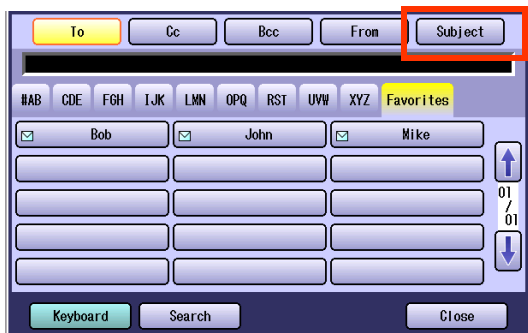 To Cc Bcc From Subject
#AB CDE FGH IJK LMN OPQ RST UVW XYZ Favorites
Bob John Mike
01
/
01
Keyboard Search Close